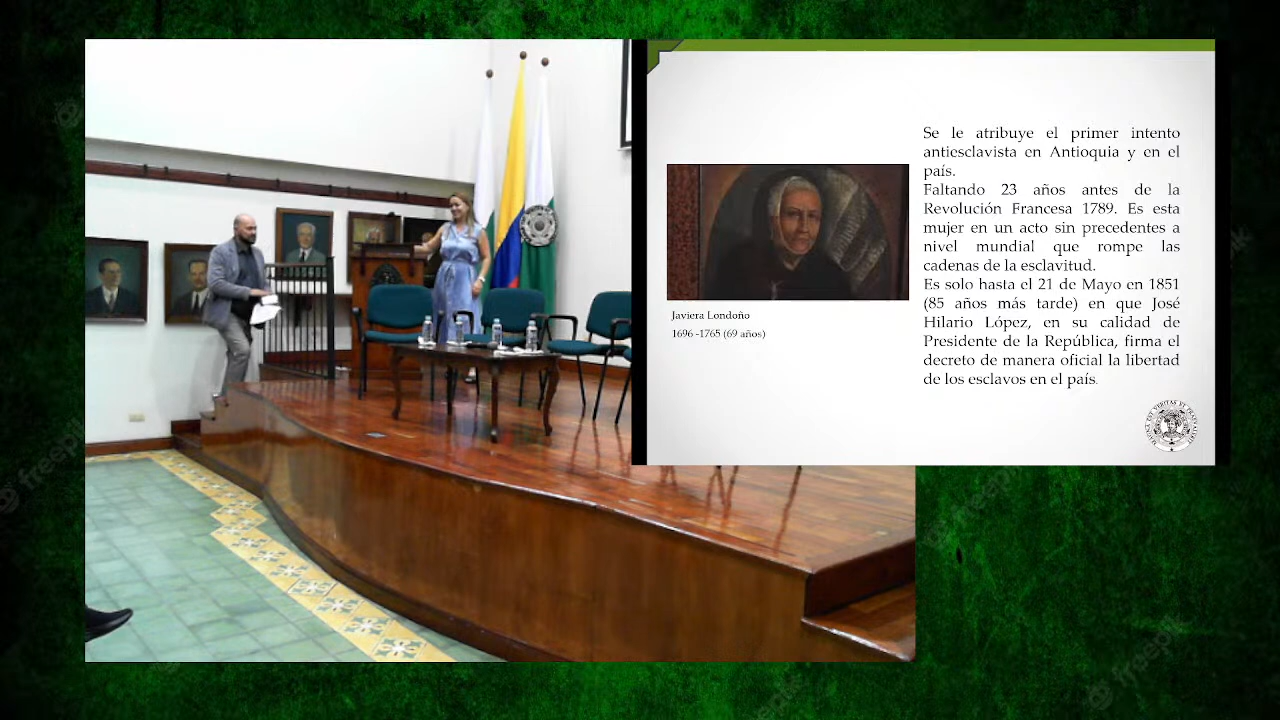 Se le atribuye el primer intento
antiesclavista en Antioquia y en el
país.
Faltando 23 años antes de la
Revolución Francesa 1789. Es esta
mujer en un acto sin precedentes a
nivel mundial que rompe las
cadenas de la esclavitud.
Es solo hasta el 21 de Mayo en 1851
(85 años más tarde) en que José
Hilario López, en su calidad de
Presidente de la República, firma el
decreto de manera oficial la libertad
de los esclavos en el país.
Javiera Londoño
1696 -1765 (69 años)
freepik
freepik
freepik